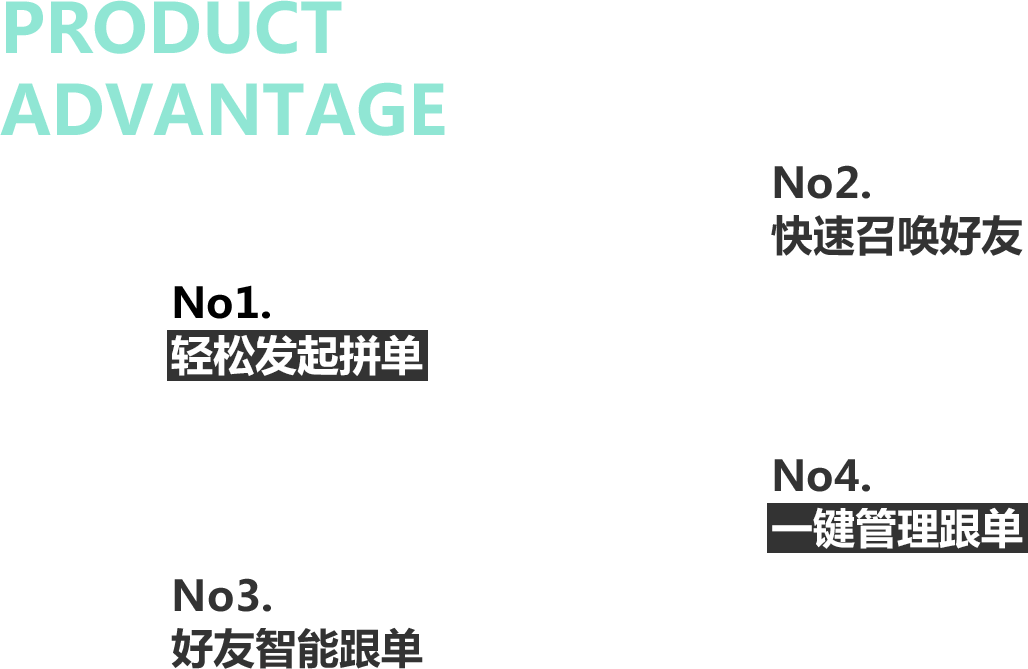 PRODUCT
ADVANTAGE
No1.
轻松发起拼单
No2.
快速召唤好友
No3.
好友智能跟单
No4.
一键管理跟单